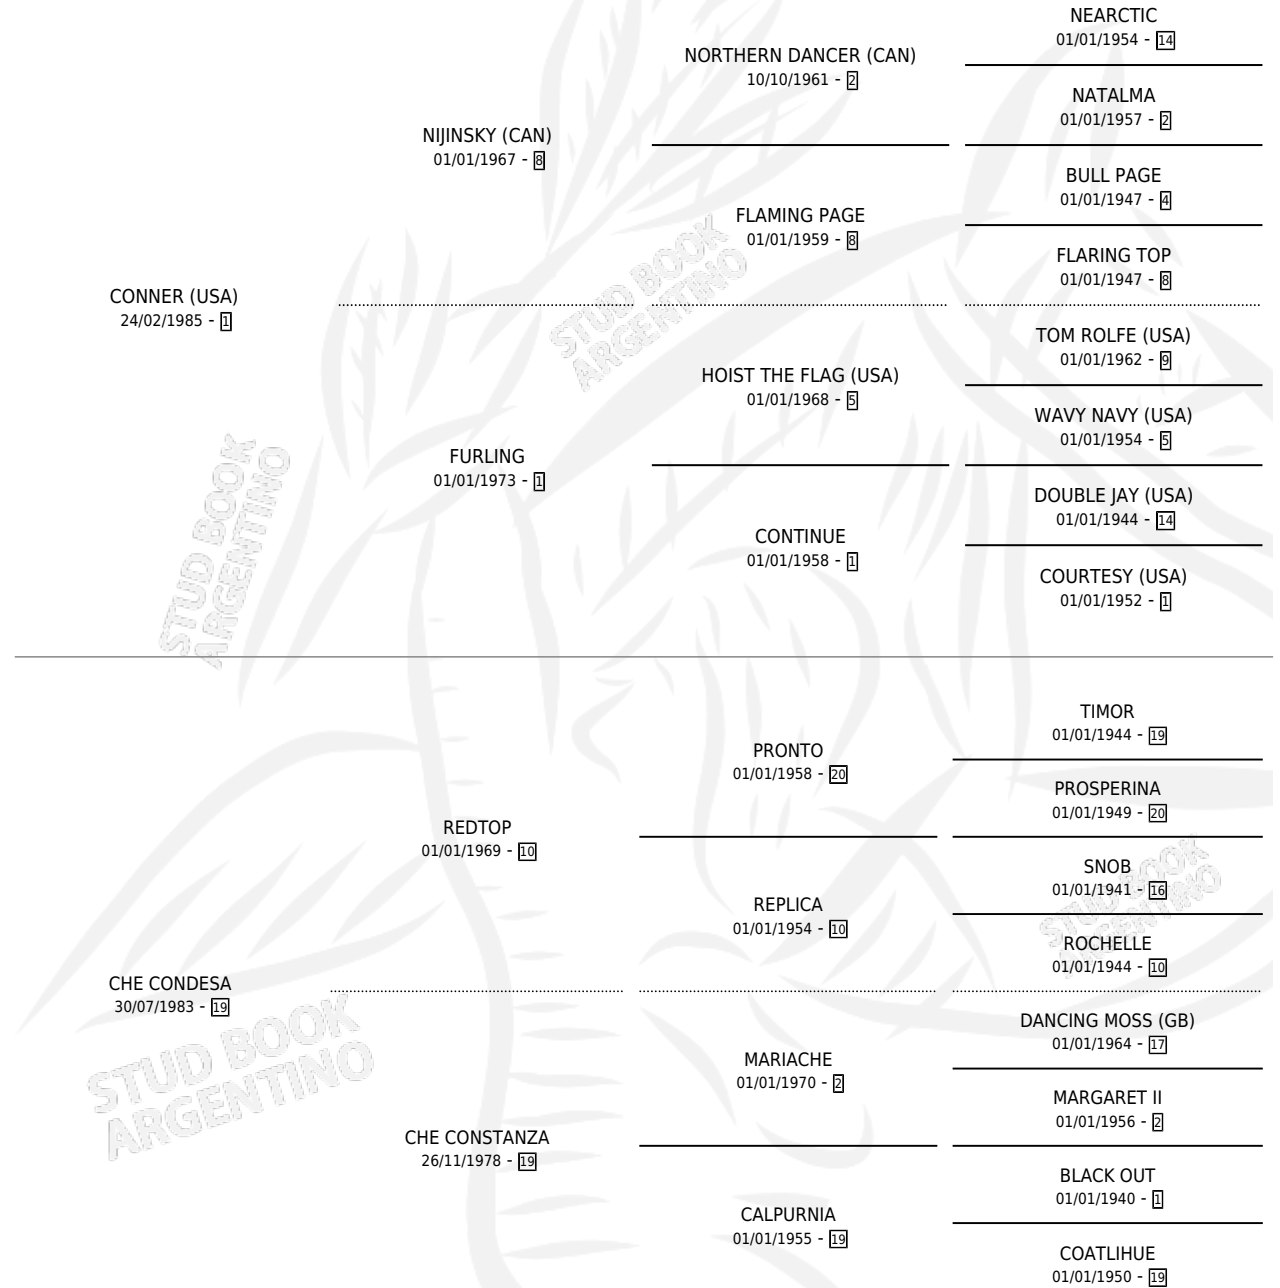 NEARCTIC
01/01/1954 - 14
NORTHERN DANCER (CAN)
10/10/1961 - 2
NATALMA
01/01/1957 - 2
NIJINSKY (CAN)
01/01/1967 - 8
BULL PAGE
01/01/1947 - 4
FLAMING PAGE
01/01/1959 - 8
FLARING TOP
01/01/1947 - 8
CONNER (USA)
24/02/1985 - 1
STUD BOOK
ARGENTINO
TOM ROLFE (USA)
01/01/1962 - 9
HOIST THE FLAG (USA)
01/01/1968 - 5
WAVY NAVY (USA)
01/01/1954 - 5
FURLING
01/01/1973 - 1
DOUBLE JAY (USA)
01/01/1944 - 14
CONTINUE
01/01/1958 - 1
COURTESY (USA)
01/01/1952 - 1
STUD BOOK
ARGENTINO
TIMOR
01/01/1944 - 19
PRONTO
01/01/1958 - 20
PROSPERINA
01/01/1949 - 20
REDTOP
01/01/1969 - 10
SNOB
01/01/1941 - 16
REPLICA
01/01/1954 - 10
STUD BOOK
ARGENTINO
ROCHELLE
01/01/1944 - 10
CHE CONDESA
30/07/1983 - 19
DANCING MOSS (GB)
01/01/1964 - 17
MARIACHE
01/01/1970 - 2
MARGARET II
01/01/1956 - 2
STUD BOOK
ARGENTINO
CHE CONSTANZA
26/11/1978 - 19
BLACK OUT
01/01/1940 - 1
CALPURNIA
01/01/1955 - 19
COATLIHUE
01/01/1950 - 19